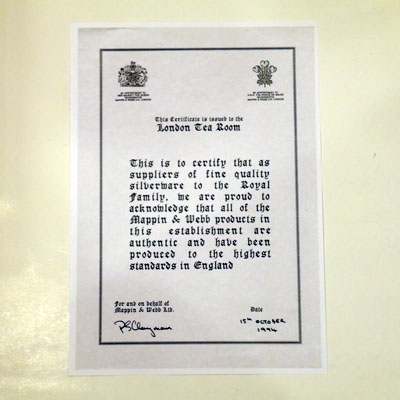 This Certificate is issued to the
London Tea Room
This is to certify that as
suppliers of fine quality
silverware to the Royal
Family, we are proud to
acknowledge that all of the
Mappin & Webb products in
this establishment are
authentic and have been
produced to the highest
standards in England
For and on behalf of
Mappin & Webb Ltd.
Date
15TH OCTOBER
1994